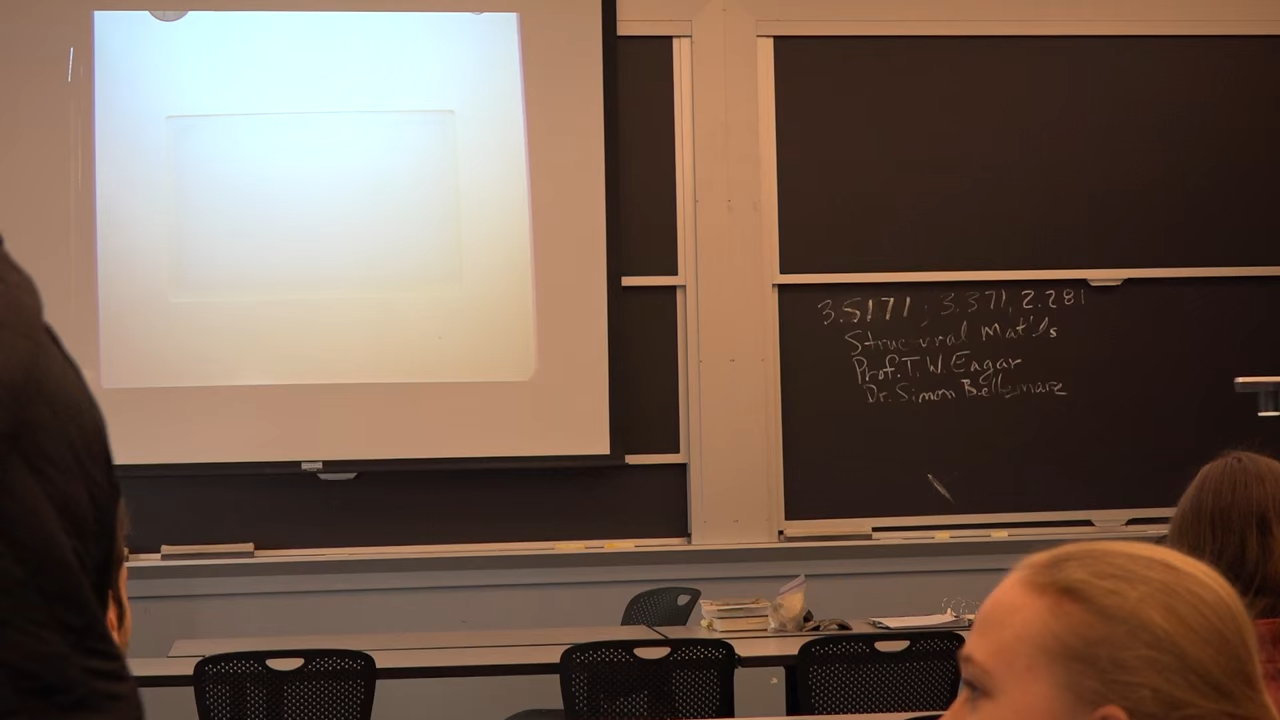 3.5171; 3.371, 2.281
Structural Mat'ls
Prof. T. W. Eagar
Dr. Simon Bellemare